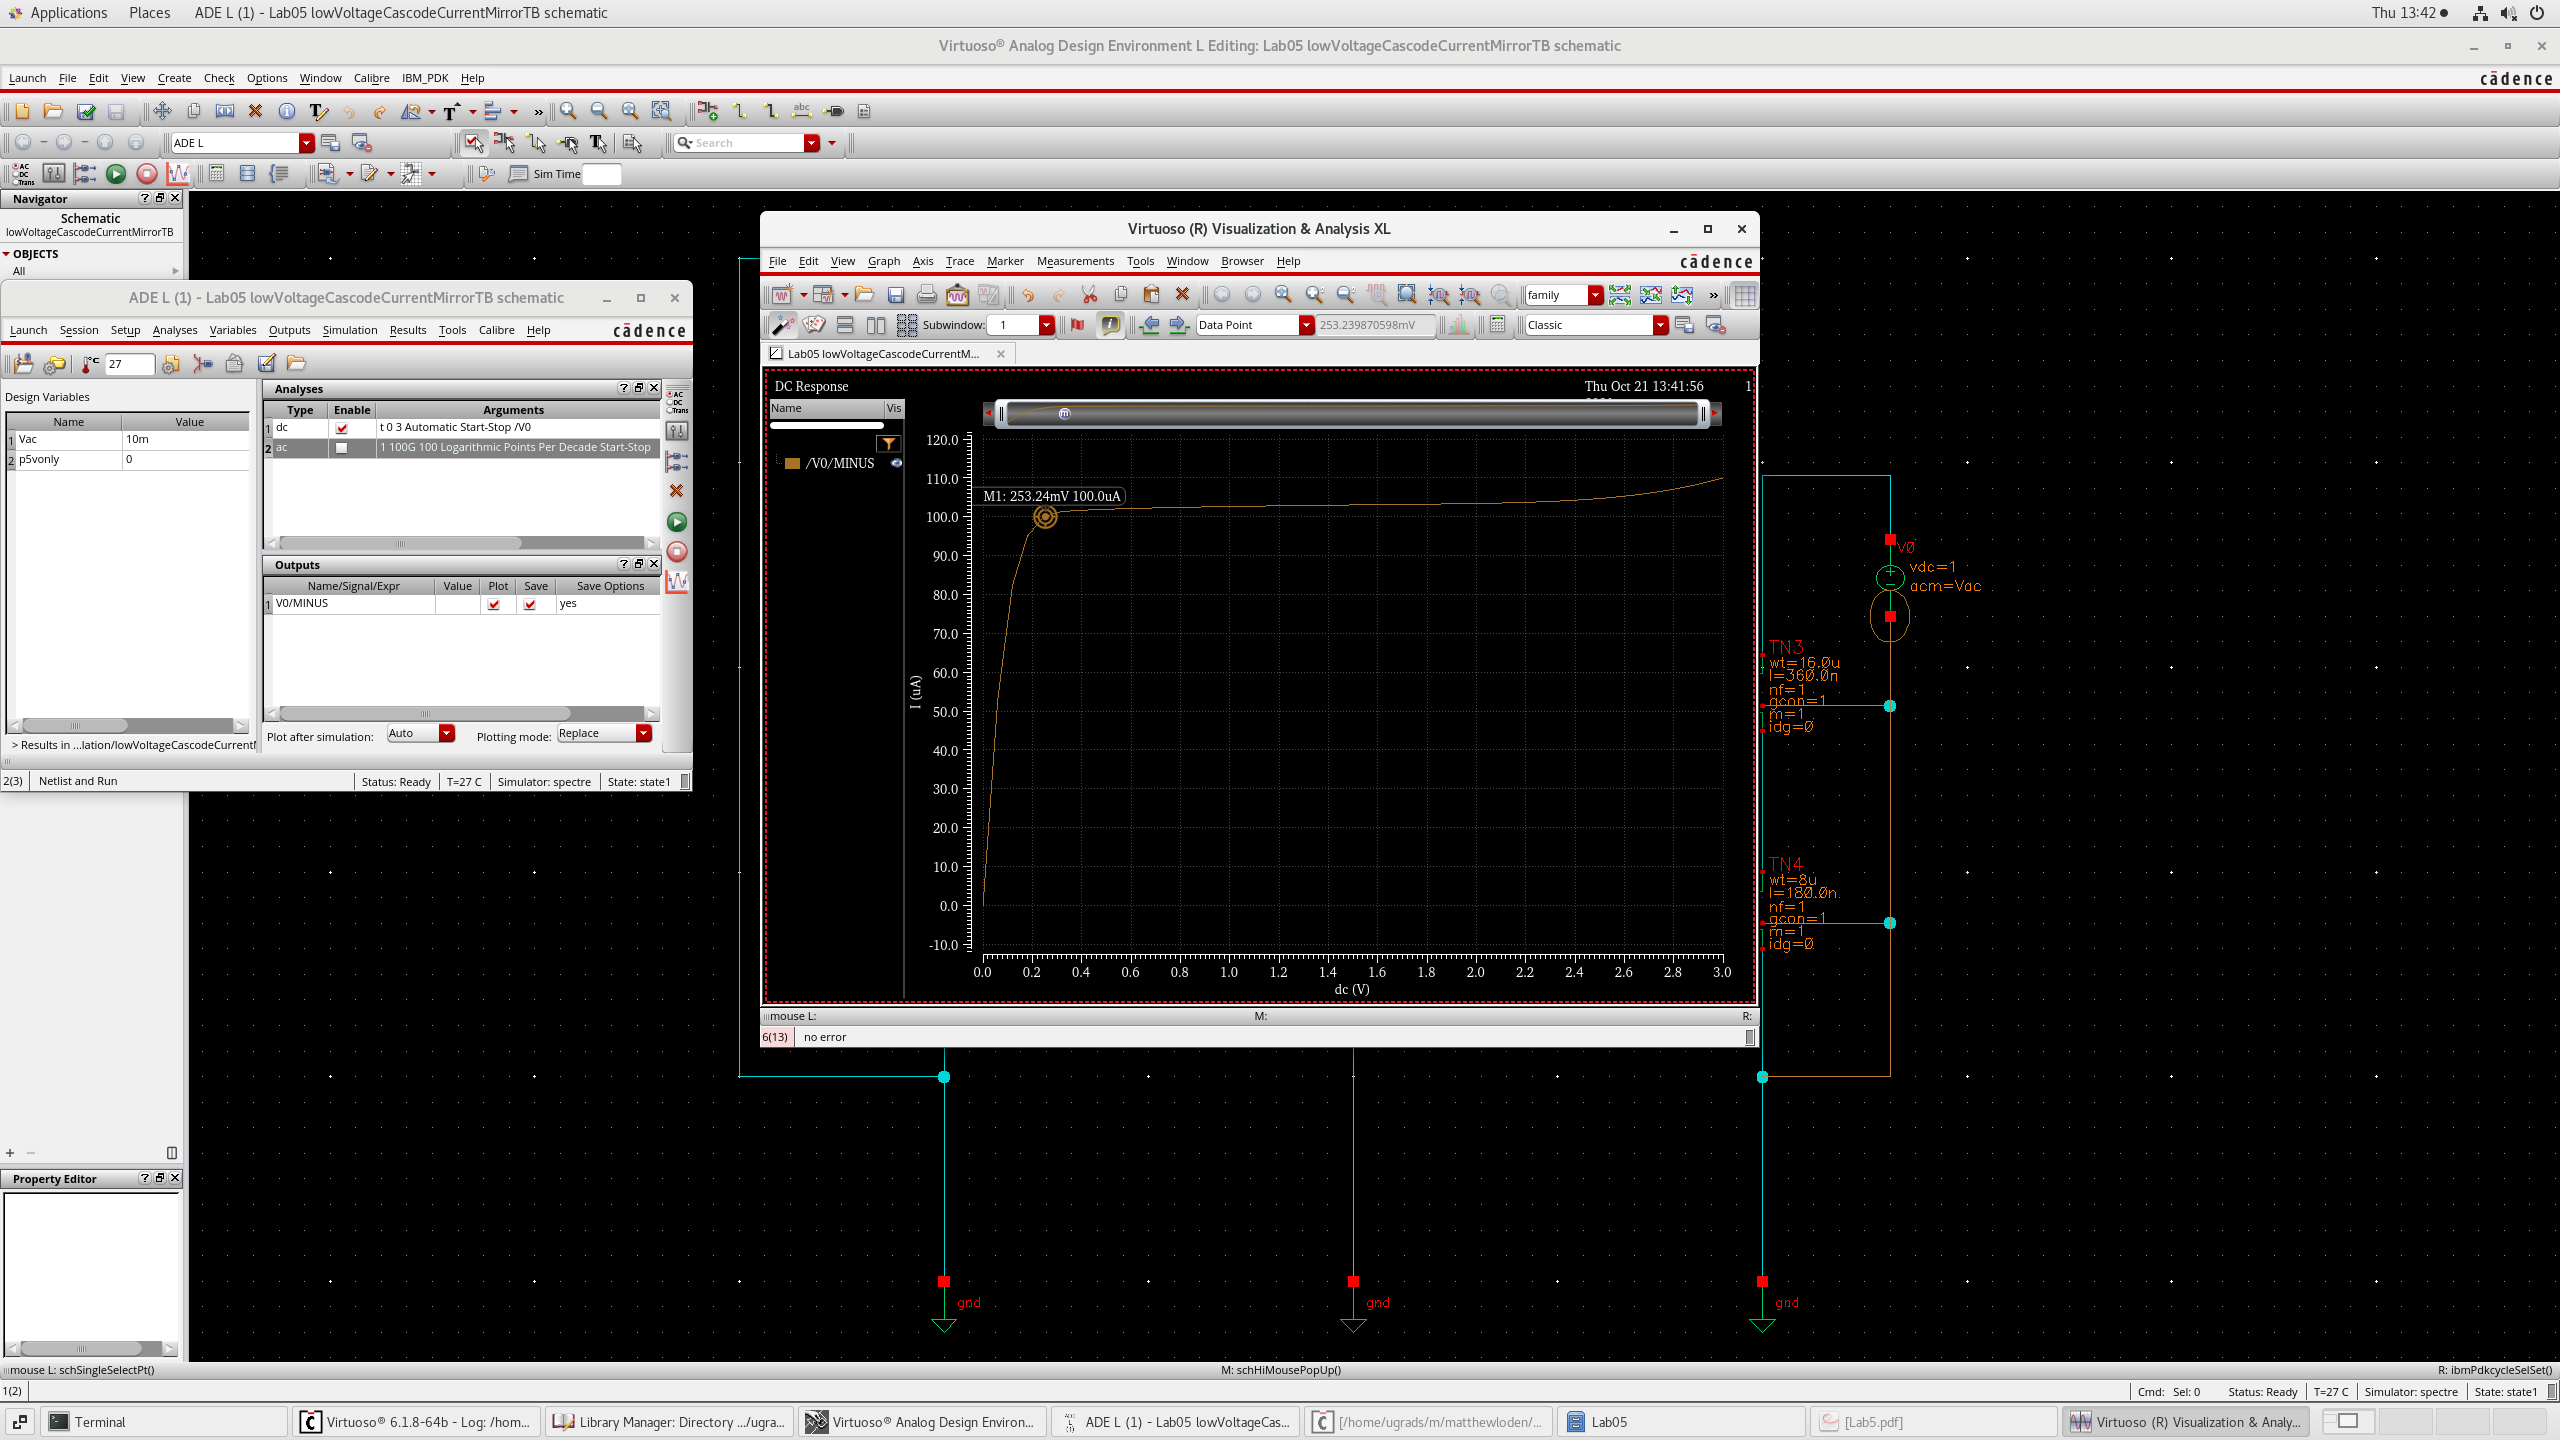 Applications Places ADE L (1) - Lab05 lowVoltageCascodeCurrentMirrorTB schematic Thu 13:42
Virtuoso® Analog Design Environment L Editing: Lab05 lowVoltageCascodeCurrentMirrorTB schematic
Launch File Edit View Create Check Options Window Calibre IBM_PDK Help cādence
ADE L Search
Sim Time
Navigator
Schematic
lowVoltageCascodeCurrentMirrorTB
OBJECTS
All
ADE L (1) - Lab05 lowVoltageCascodeCurrentMirrorTB schematic
Launch Session Setup Analyses Variables Outputs Simulation Results Tools Calibre Help cādence
°C 27
Design Variables
Name Value
1 Vac 10m
2 p5vonly 0
> Results in ...lation/lowVoltageCascodeCurrent
Analyses
Type Enable Arguments
1 dc t 0 3 Automatic Start-Stop /V0
2 ac 1 100G 100 Logarithmic Points Per Decade Start-Stop
AC
DC
Trans
Outputs
Name/Signal/Expr Value Plot Save Save Options
1 V0/MINUS yes
Plot after simulation: Auto Plotting mode: Replace
2(3) Netlist and Run Status: Ready T=27 C Simulator: spectre State: state1
Virtuoso (R) Visualization & Analysis XL
File Edit View Graph Axis Trace Marker Measurements Tools Window Browser Help cādence
family
Subwindow: 1 Data Point 253.239870598mV Classic
Lab05 lowVoltageCascodeCurrentM...
DC Response Thu Oct 21 13:41:56 1
Name Vis
/V0/MINUS
M1: 253.24mV 100.0uA
120.0
110.0
100.0
90.0
80.0
70.0
60.0
50.0
40.0
30.0
20.0
10.0
0.0
-10.0
I (uA)
0.0 0.2 0.4 0.6 0.8 1.0 1.2 1.4 1.6 1.8 2.0 2.2 2.4 2.6 2.8 3.0
dc (V)
mouse L: M: R:
6(13) no error
V0
vdc=1
acm=Vac
TN3
wt=16.0u
l=360.0n
nf=1
gcon=1
m=1
idg=0
TN4
wt=8u
l=180.0n
nf=1
gcon=1
m=1
idg=0
gnd gnd gnd
Property Editor
mouse L: schSingleSelectPt() M: schHiMousePopUp() R: ibmPdkcycleSelSet()
1(2) Cmd: Sel: 0 Status: Ready T=27 C Simulator: spectre State: state1
Terminal Virtuoso® 6.1.8-64b - Log: /hom... Library Manager: Directory .../ugra... Virtuoso® Analog Design Environ... ADE L (1) - Lab05 lowVoltageCas... [/home/ugrads/m/matthewloden/... Lab05 [Lab5.pdf] Virtuoso (R) Visualization & Analy...